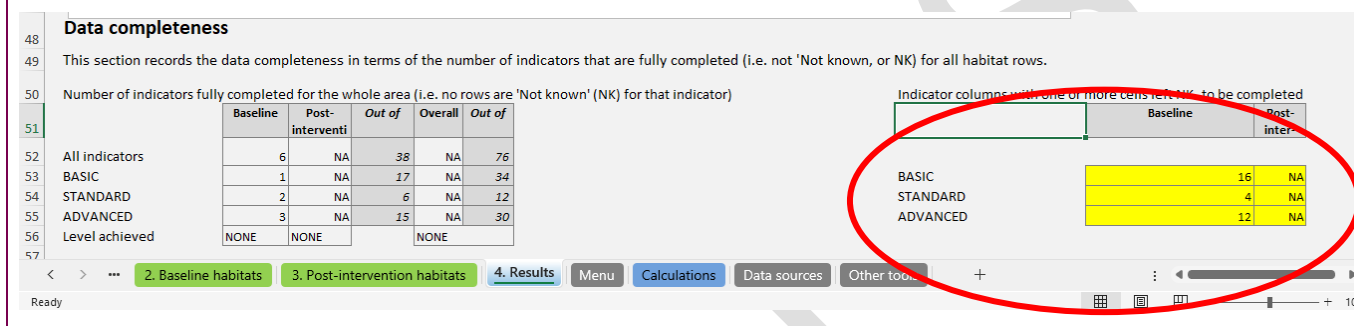 48 Data completeness
49 This section records the data completeness in terms of the number of indicators that are fully completed (i.e. not 'Not known, or NK) for all habitat rows.
50 Number of indicators fully completed for the whole area (i.e. no rows are 'Not known' (NK) for that indicator) Indicator columns with one or more cells left NK, to be completed
Baseline Post- Out of Overall Out of Baseline Post-
51 interventi inter-
52 All indicators 6 NA 38 NA 76
53 BASIC 1 NA 17 NA 34 BASIC 16 NA
54 STANDARD 2 NA 6 NA 12 STANDARD 4 NA
55 ADVANCED 3 NA 15 NA 30 ADVANCED 12 NA
56 Level achieved NONE NONE NONE
57
2. Baseline habitats 3. Post-intervention habitats 4. Results Menu Calculations Data sources Other
Ready 10